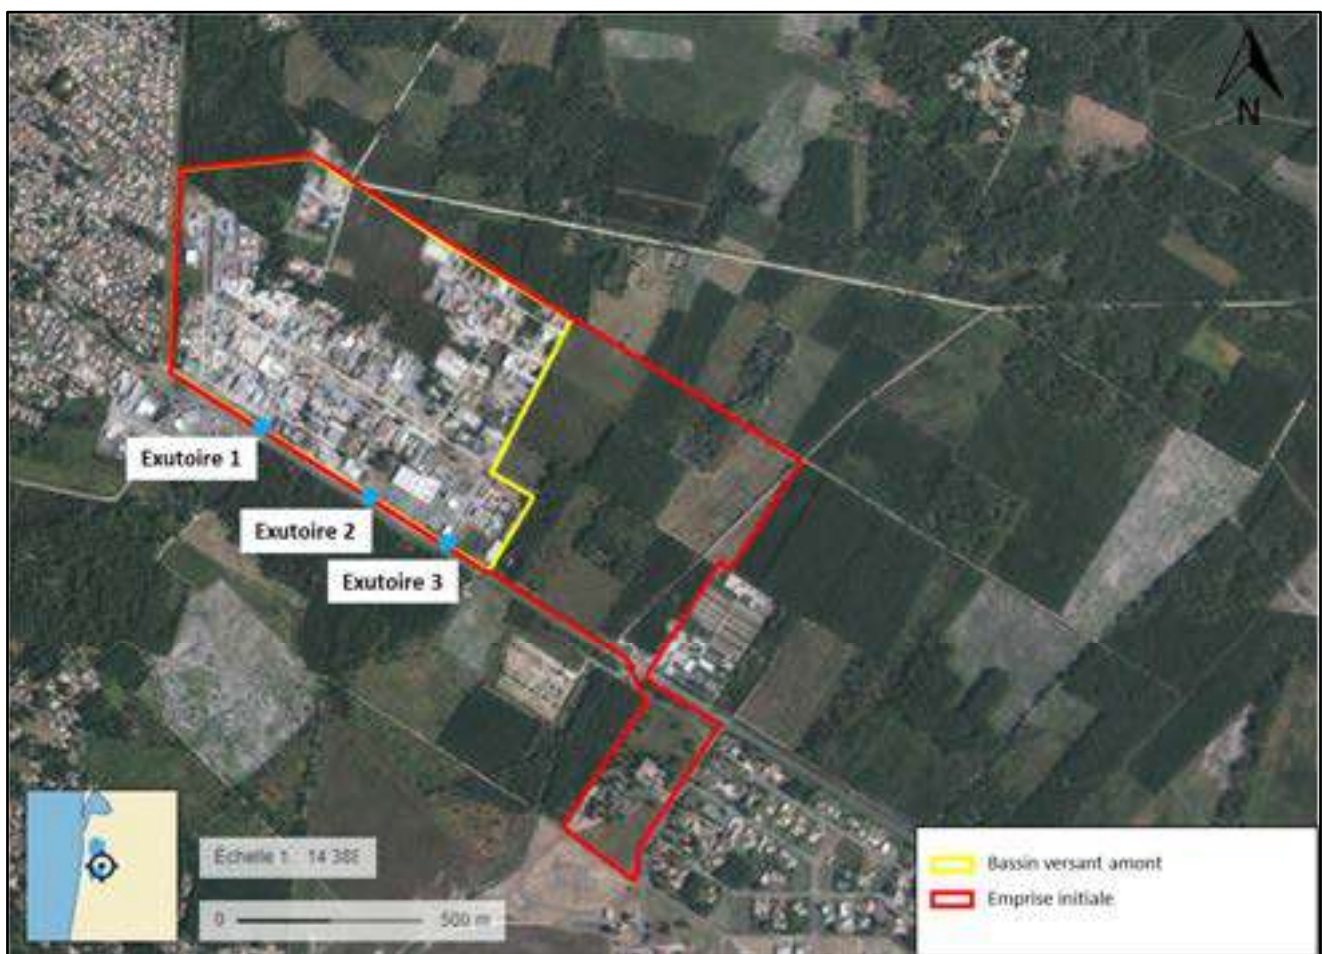 N
Exutoire 1
Exutoire 2
Exutoire 3
Echelle 1 : 14 388
0 500 m
Bassin versant amont
Emprise initiale